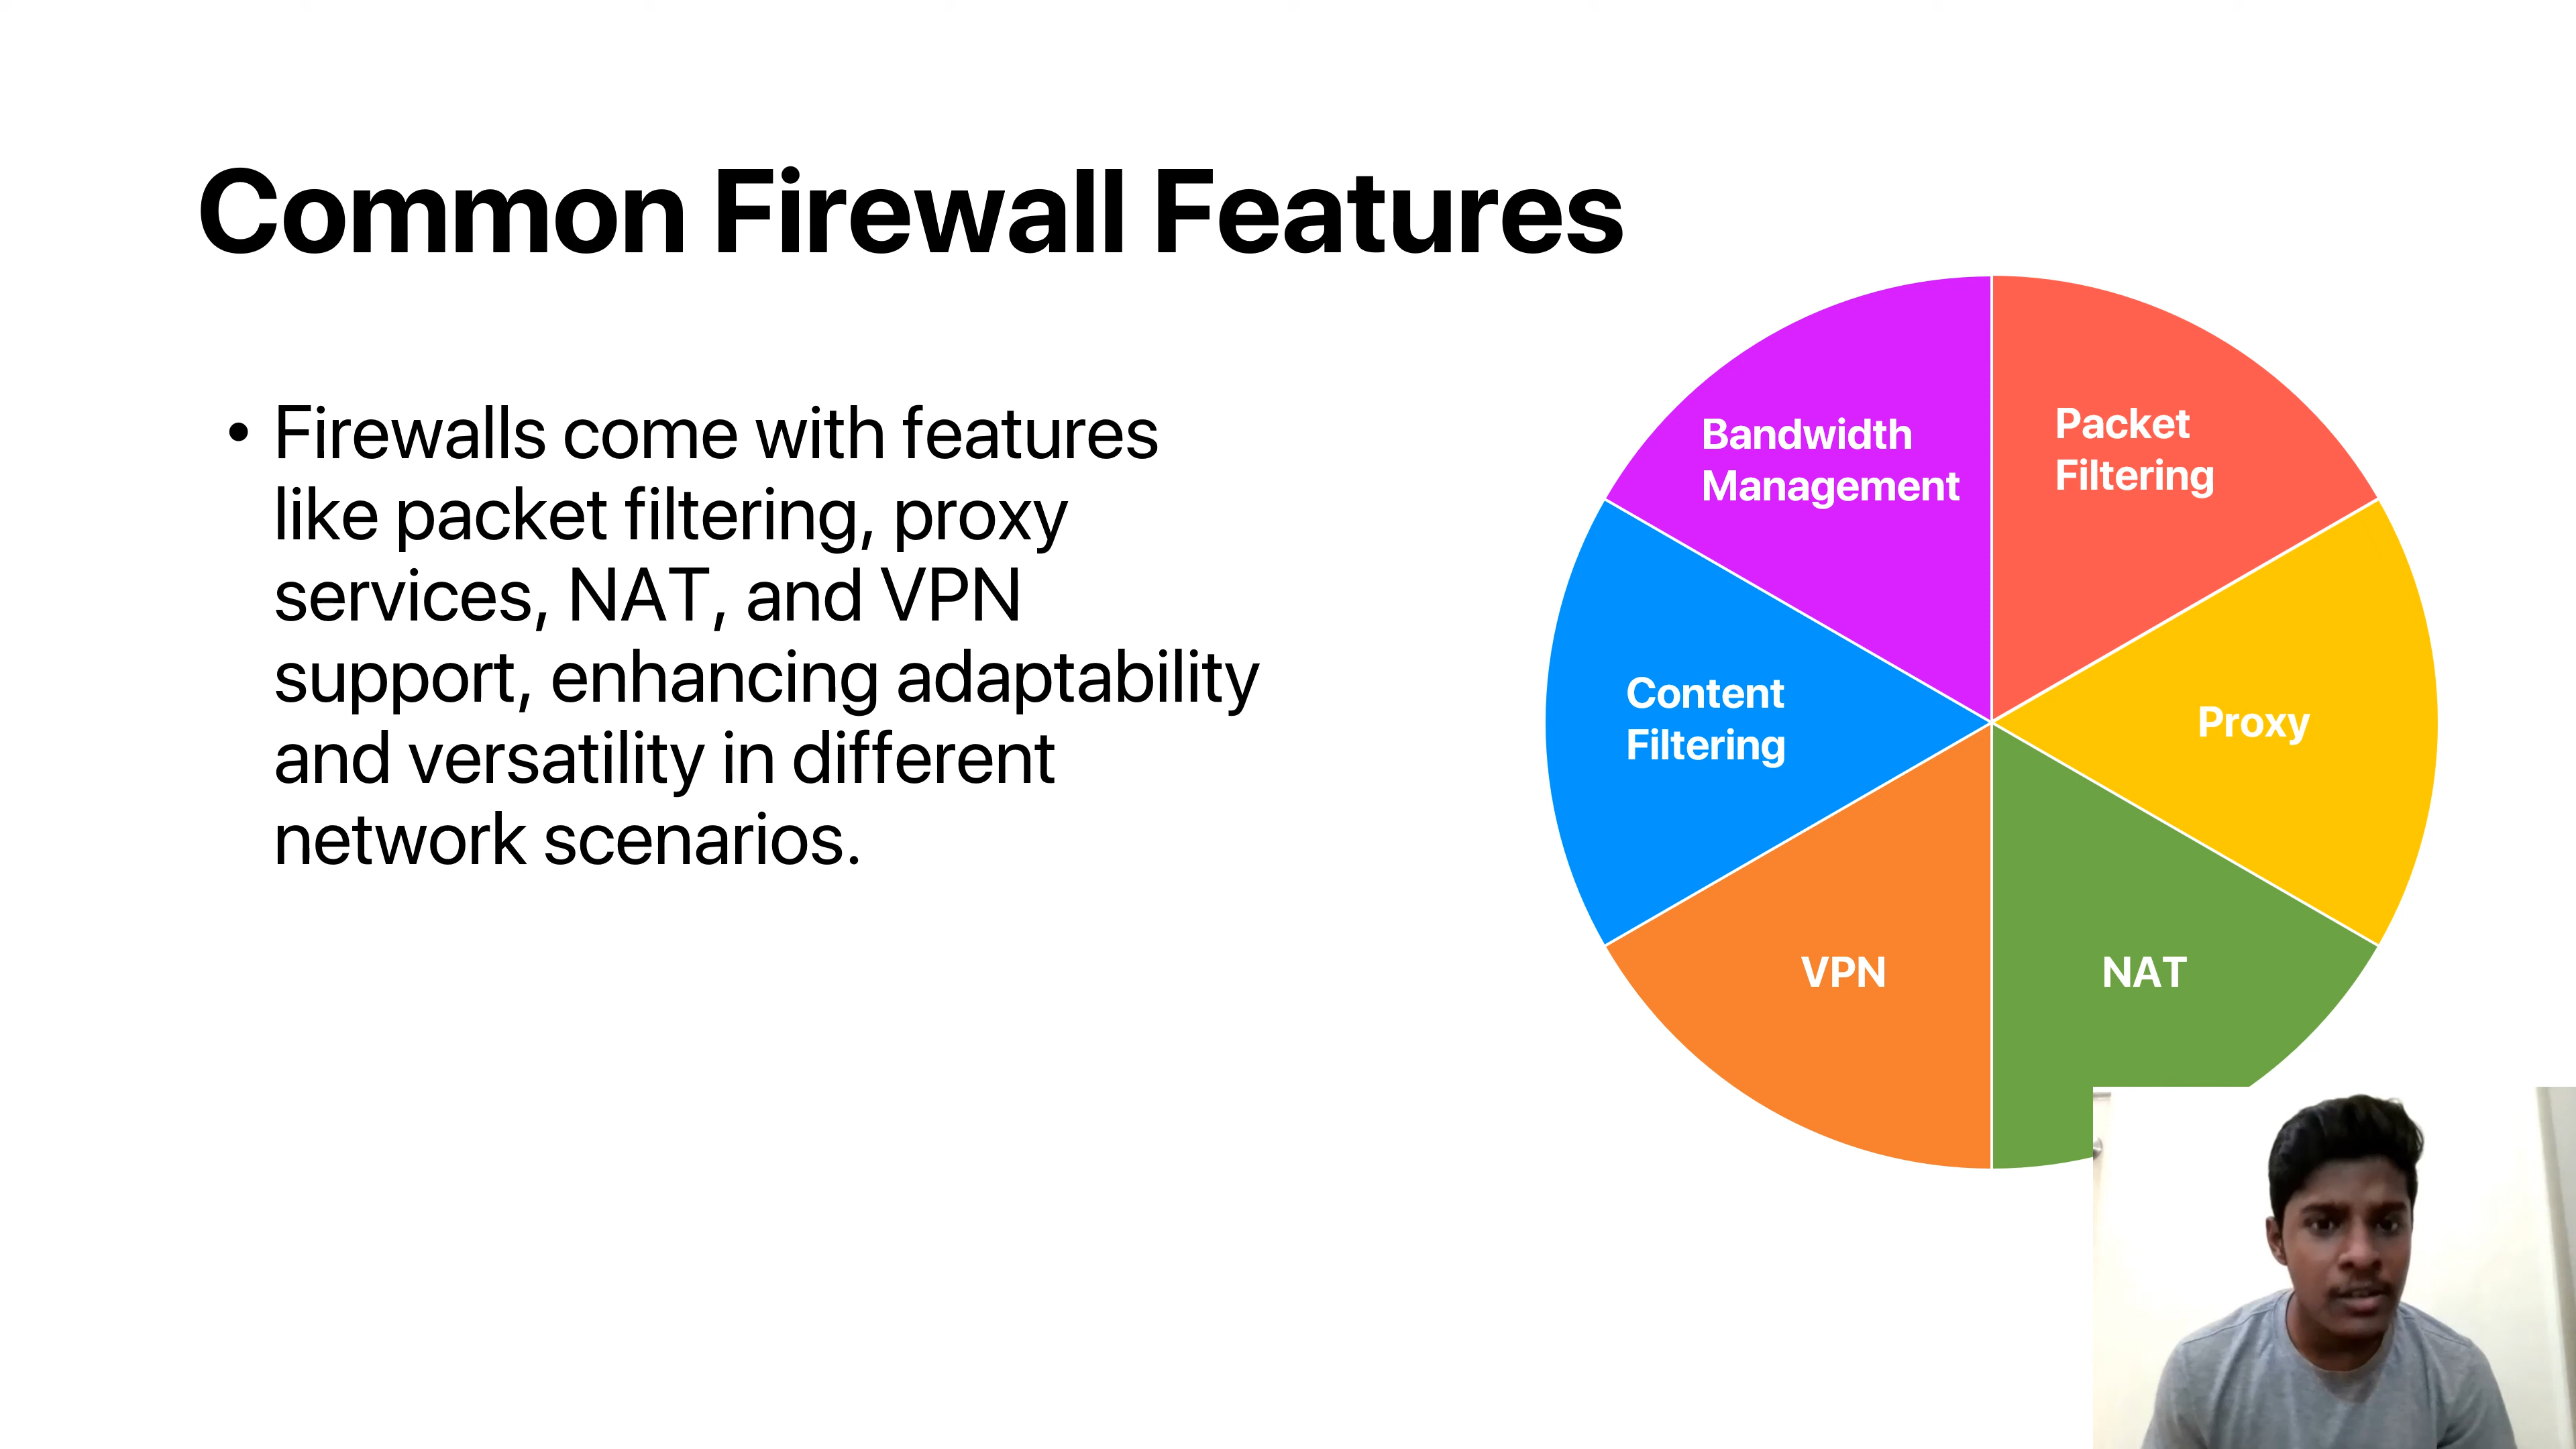 Common Firewall Features
• Firewalls come with features
like packet filtering, proxy
services, NAT, and VPN
support, enhancing adaptability
and versatility in different
network scenarios.
Bandwidth
Management
Packet
Filtering
Content
Filtering
Proxy
VPN
NAT